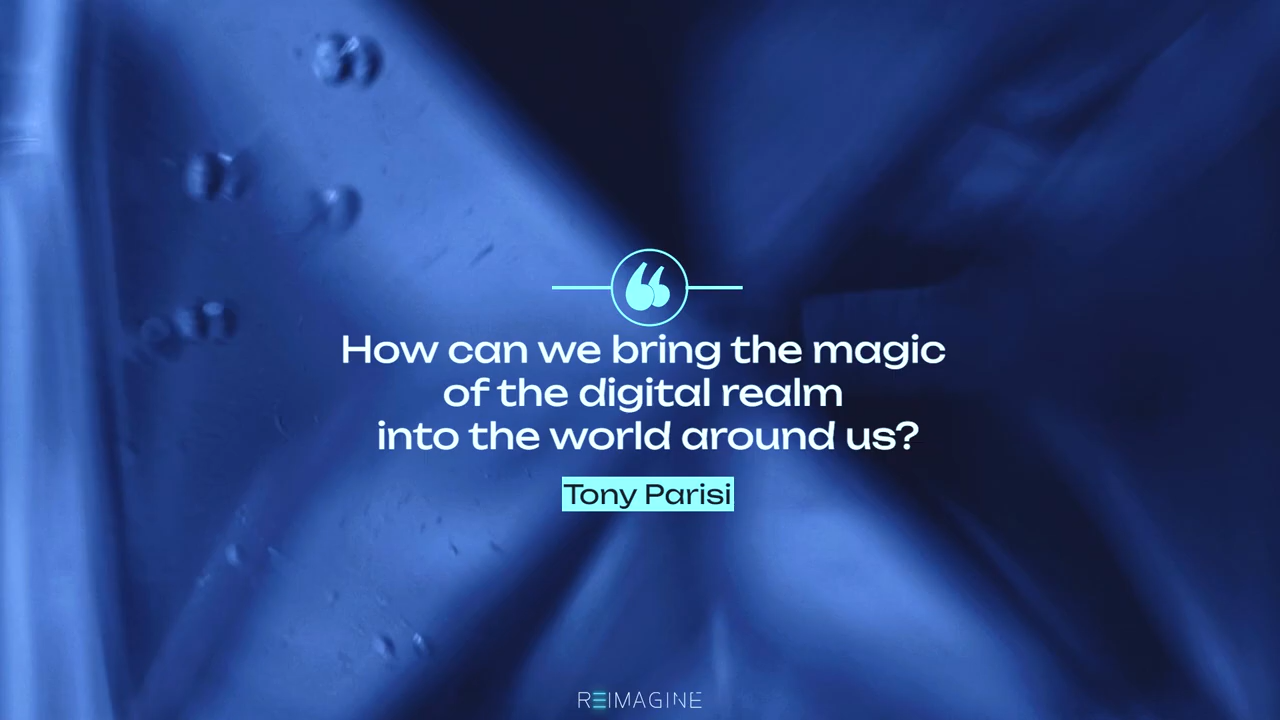 How can we bring the magic
of the digital realm
into the world around us?
Tony Parisi
REIMAGINE